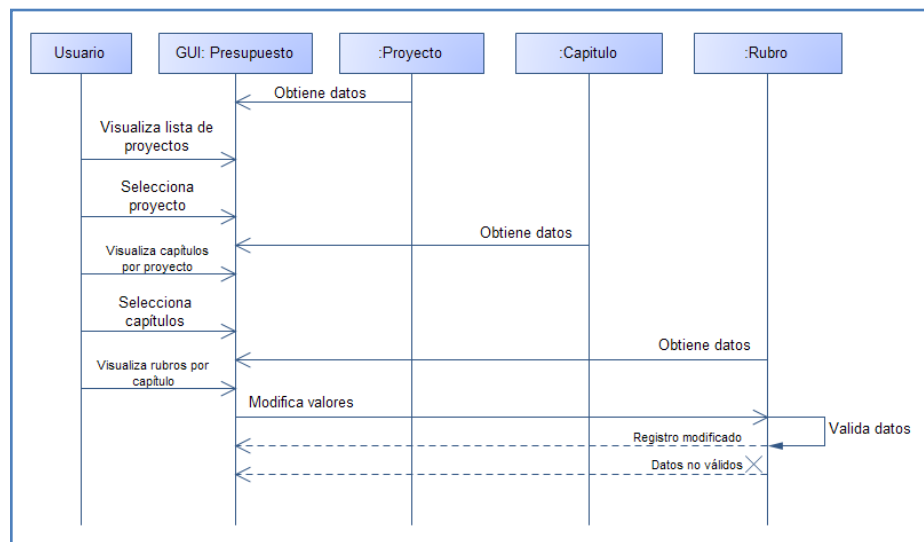 Usuario
GUI: Presupuesto
:Proyecto
:Capitulo
:Rubro
Obtiene datos
Visualiza lista de
proyectos
Selecciona
proyecto
Obtiene datos
Visualiza capítulos
por proyecto
Selecciona
capítulos
Obtiene datos
Visualiza rubros por
capítulo
Modifica valores
Valida datos
Registro modificado
Datos no válidos